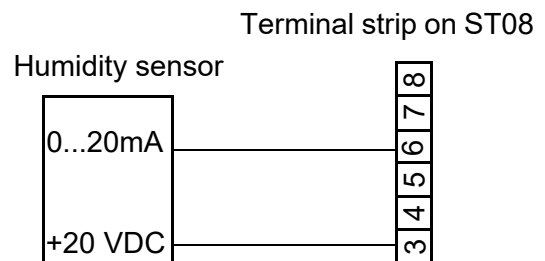 Terminal strip on ST08
Humidity sensor
8
7
0...20mA
6
5
4
+20 VDC
3